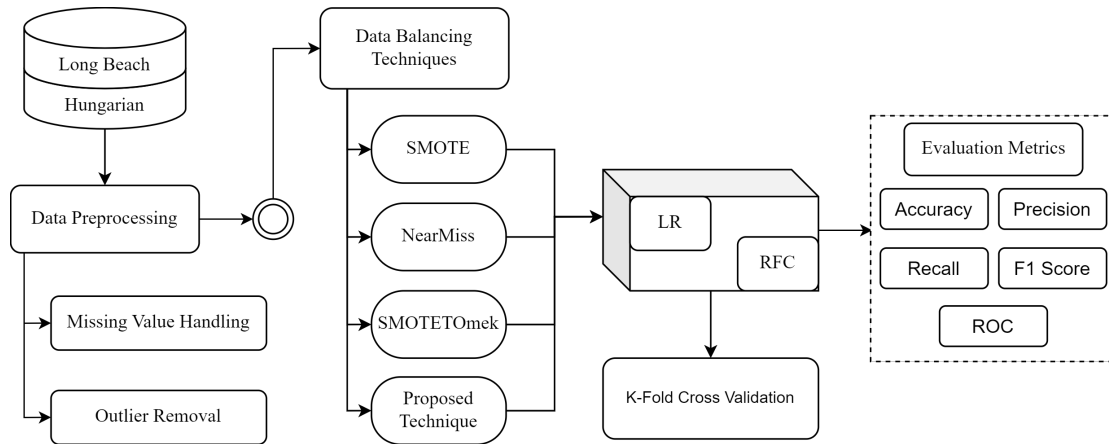 Long Beach
Hungarian
Data Preprocessing
Missing Value Handling
Outlier Removal
Data Balancing
Techniques
SMOTE
NearMiss
SMOTETOmek
Proposed
Technique
LR
RFC
K-Fold Cross Validation
Evaluation Metrics
Accuracy
Precision
Recall
F1 Score
ROC